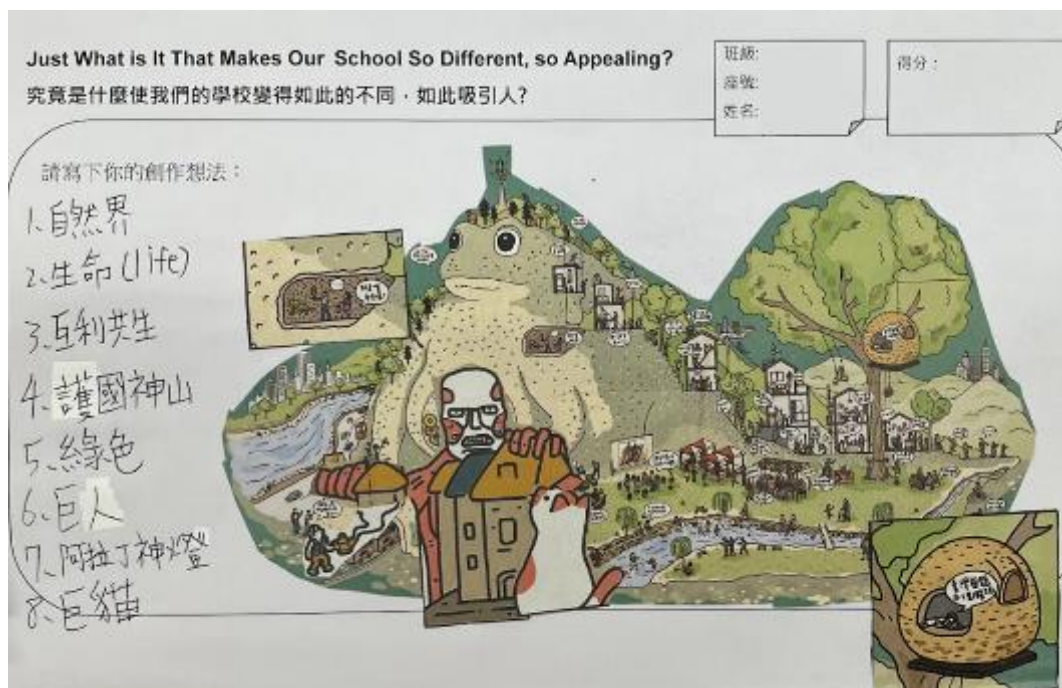 Just What is It That Makes Our School So Different, so Appealing?
究竟是什麼使我們的學校變得如此的不同，如此吸引人?
班級:
座號:
姓名:
得分：
請寫下你的創作想法：
1.自然界
2.生命(life)
3.互利共生
4.護國神山
5.綠色
6.巨人
7.阿拉丁神燈
8.巨貓